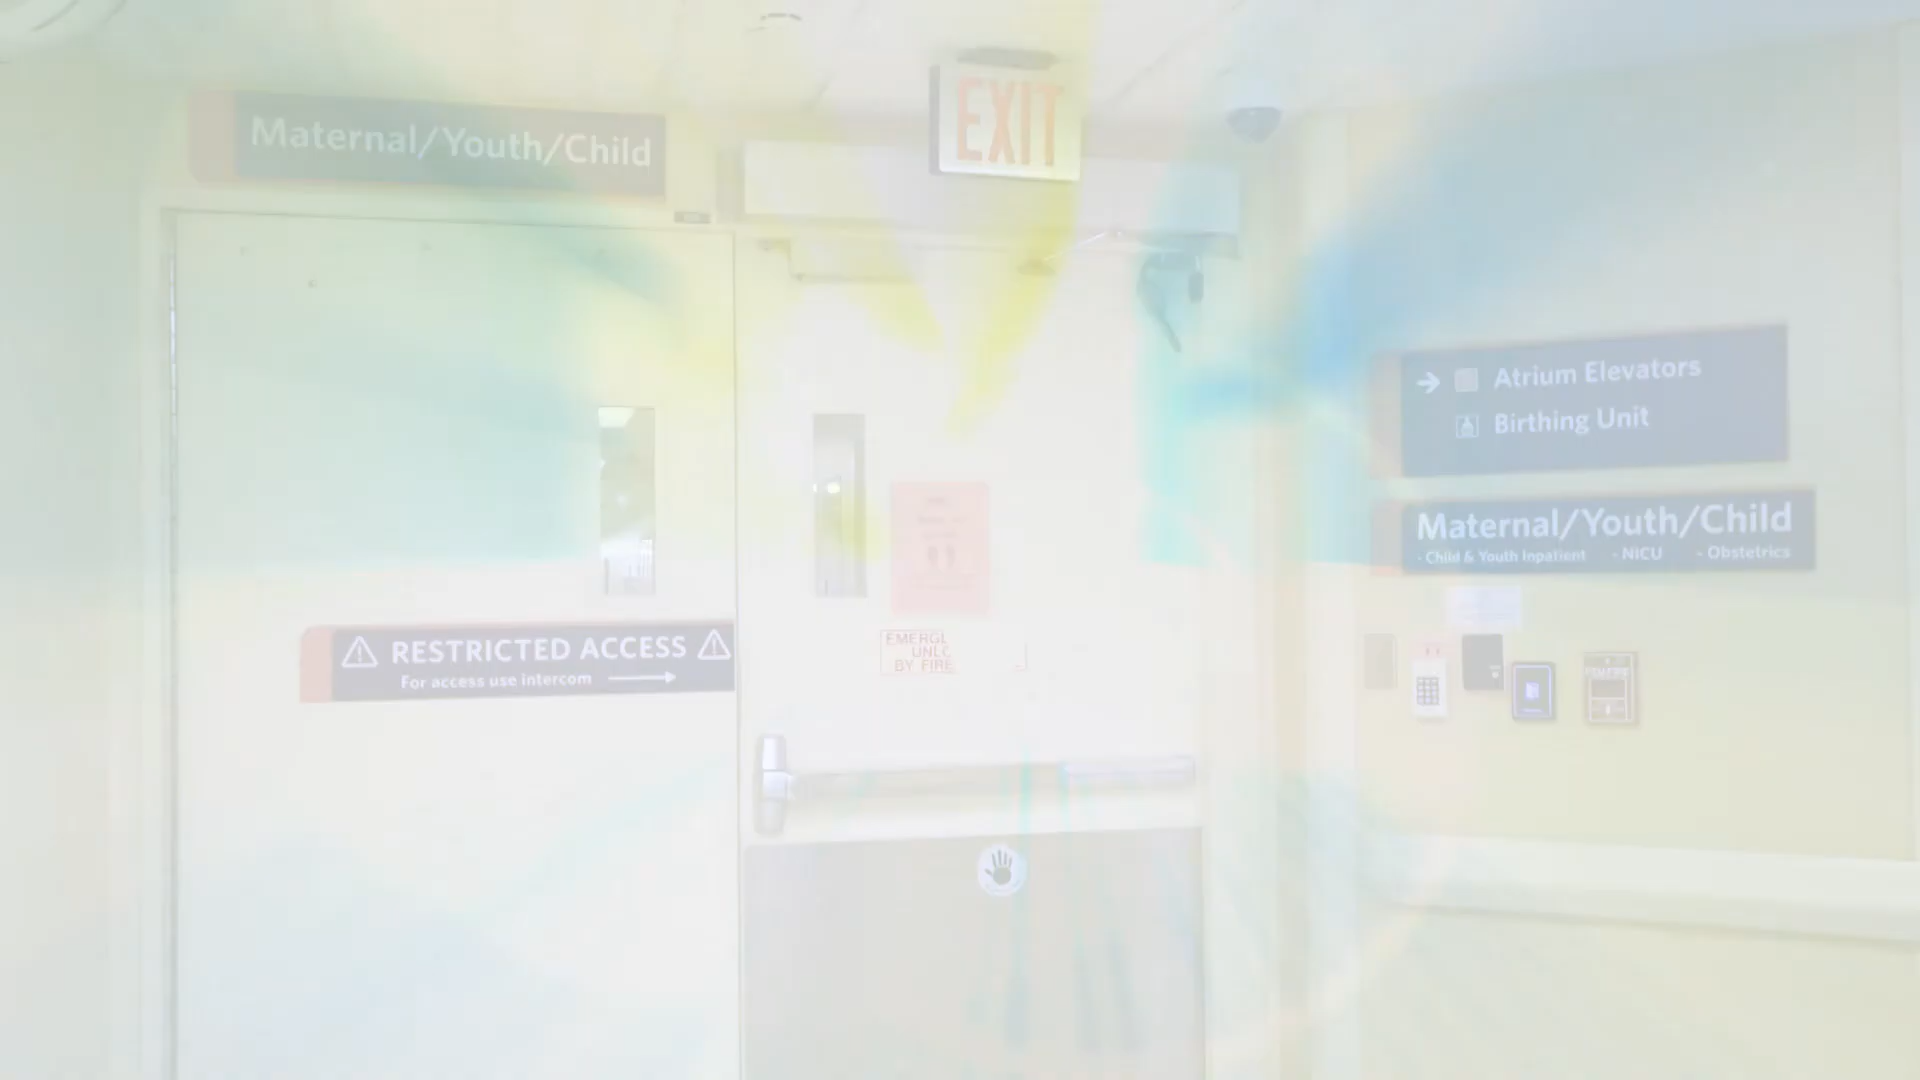 Maternal/Youth/Child
EXIT
Atrium Elevators
Birthing Unit
Maternal/Youth/Child
- Child & Youth Inpatient - NICU - Obstetrics
RESTRICTED ACCESS
For access use intercom
EMERGE
BY FIRE